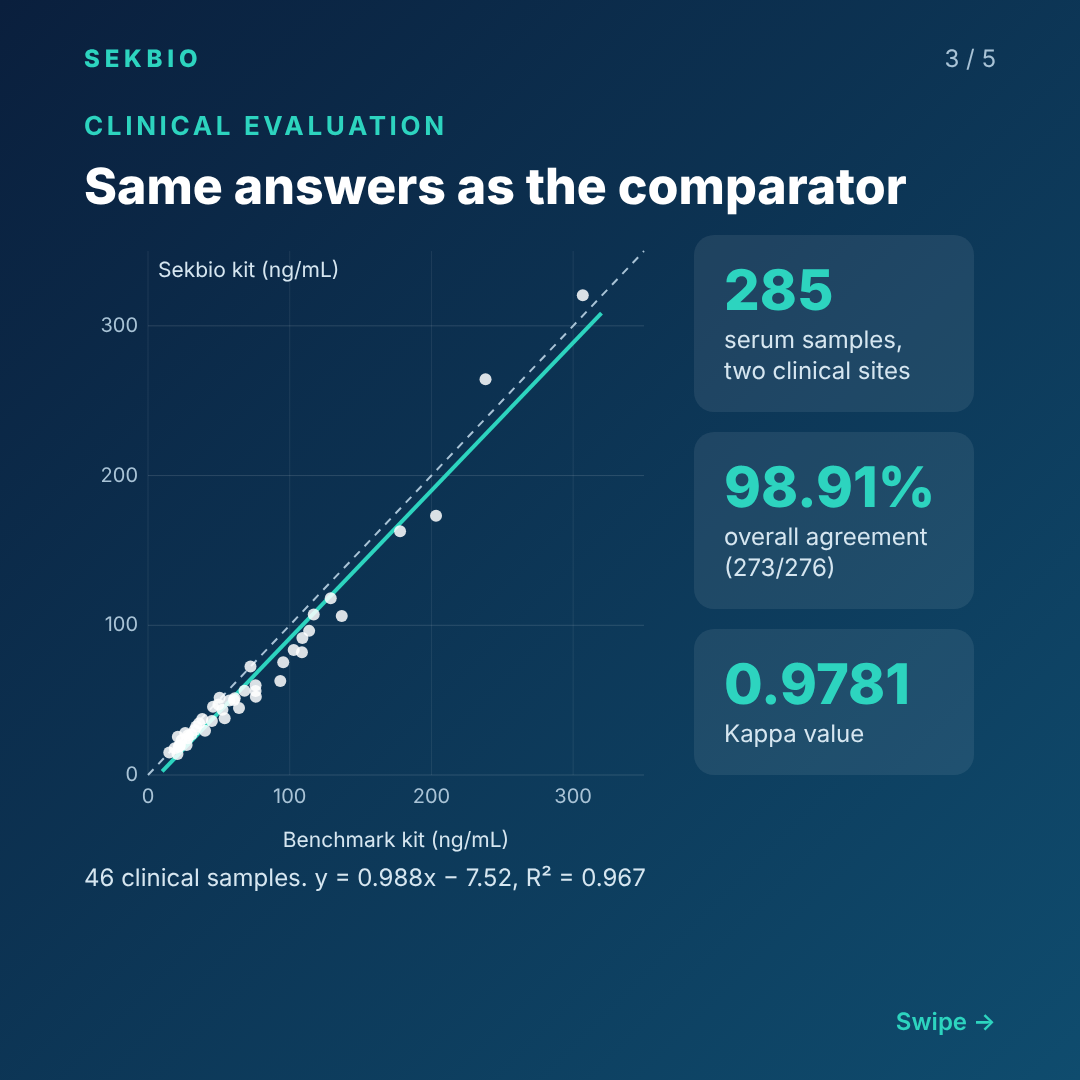 SEKBIO
3 / 5
CLINICAL EVALUATION
Same answers as the comparator
Sekbio kit (ng/mL)
300
200
100
0
0
100
200
300
Benchmark kit (ng/mL)
46 clinical samples. y = 0.988x − 7.52, R² = 0.967
285
serum samples,
two clinical sites
98.91%
overall agreement
(273/276)
0.9781
Kappa value
Swipe →